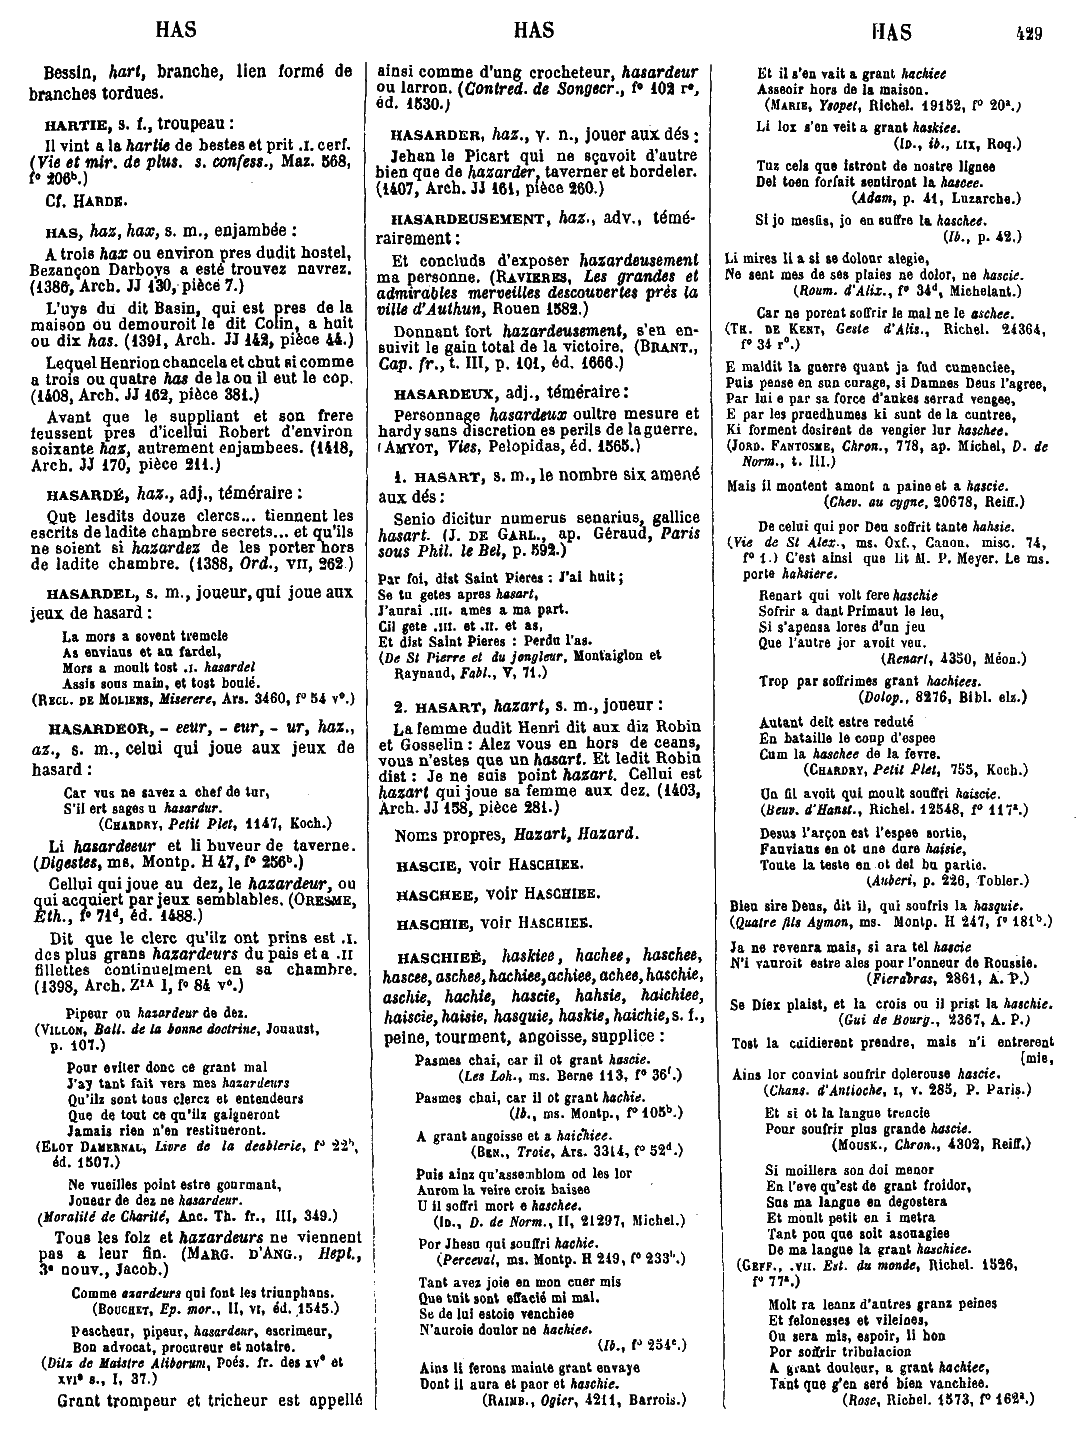 HAS
HAS
HAS
429
Bessin, hart, branche, lien formé de
branches tordues.
HARTIE, s. f., troupeau :
Il vint a la hartie de bestes et prit .I. cerf.
(Vie et mir. de plus. s. confess., Maz. 568,
f° 206b.)
Cf. HARDE.
HAS, haz, hax, s. m., enjambée :
A trois hax ou environ pres dudit hostel,
Bezançon Darboys a esté trouvez navrez.
(1386, Arch. JJ 130, pièce 7.)
L'uys du dit Basin, qui est pres de la
maison ou demouroit le dit Colin, a huit
ou dix has. (1391, Arch. JJ 142, pièce 44.)
Lequel Henrion chancela et chut si comme
a trois ou quatre has de la ou il eut le cop.
(1408, Arch. JJ 162, pièce 381.)
Avant que le suppliant et son frere
feussent pres d'icellui Robert d'environ
soixante haz, autrement enjambees. (1418,
Arch. JJ 170, pièce 211.)
HASARDÉ, haz., adj., téméraire :
Que lesdits douze clercs... tiennent les
escrits de ladite chambre secrets... et qu'ils
ne soient si hazardez de les porter hors
de ladite chambre. (1388, Ord., VII, 262.)
HASARDEL, s. m., joueur, qui joue aux
jeux de hasard :
La mors a sovent tremele
As envians et au fardel,
Mors a moult tost .I. hasardel
Assis sous main, et tost boulé.
(RECL. DE MOLIENS, Miserere, Ars. 3460, f° 54 v°.)
HASARDEOR, - eeur, - eur, - ur, haz.,
az., s. m., celui qui joue aux jeux de
hasard :
Car vus ne savez a chef de tur,
S'il ert sages u hasardur.
(CHARDRY, Petit Plet, 1147, Koch.)
Li hasardeeur et li buveur de taverne.
(Digestes, ms. Montp. H 47, f° 256b.)
Cellui qui joue au dez, le hazardeur, ou
qui acquiert par jeux semblables. (ORESME,
Eth., f° 71d, éd. 1488.)
Dit que le clerc qu'ilz ont prins est .I.
des plus grans hazardeurs du pais et a .II
fillettes continuelment en sa chambre.
(1398, Arch. Z1A I, f° 84 v°.)
Pipeur ou hazardeur de dez.
(VILLON, Ball. de la bonne doctrine, Jouaust,
p. 107.)
Pour eviter donc ce grant mal
J'ay tant fait vers mes hazardeurs
Qu'ilz sont tous clercz et entendeurs
Que de tout ce qu'ilz gaigneront
Jamais rien n'en restitueront.
(ELOY DAMERNAL, Livre de la deablerie, f° 22b,
éd. 1507.)
Ne vueilles point estre gourmant,
Joueur de dez ne hasardeur.
(Moralité de Charité, Anc. Th. fr., III, 349.)
Tous les folz et hazardeurs ne viennent
pas a leur fin. (MARG. D'ANG., Hept.,
3e nouv., Jacob.)
Comme azardeurs qui font les triunphans.
(BOUCHET, Ep. mor., II, VI, éd. 1545.)
Pescheur, pipeur, hasardeur, escrimeur,
Bon advocat, procureur et notaire.
(Ditz de Maistre Aliborum, Poés. fr. des XVe et
XVIe s., I, 37.)
Grant trompeur et tricheur est appellé
ainsi comme d'ung crocheteur, hasardeur
ou larron. (Contred. de Songecr., f° 102 r°,
éd. 1530.)
HASARDER, haz., v. n., jouer aux dés :
Jehan le Picart qui ne sçavoit d'autre
bien que de hazarder, taverner et bordeler.
(1407, Arch. JJ 161, pièce 260.)
HASARDEUSEMENT, haz., adv., témé-
rairement :
Et concluds d'exposer hazardeusement
ma personne. (RAVIERES, Les grandes et
admirables merveilles descouvertes près la
ville d'Authun, Rouen 1582.)
Donnant fort hazardeusement, s'en en-
suivit le gain total de la victoire. (BRANT.,
Cap. fr., t. III, p. 101, éd. 1666.)
HASARDEUX, adj., téméraire :
Personnage hasardeux oultre mesure et
hardy sans discretion es perils de la guerre.
(AMYOT, Vies, Pelopidas, éd. 1565.)
1. HASART, s. m., le nombre six amené
aux dés :
Senio dicitur numerus senarius, gallice
hasart. (J. DE GARL., ap. Géraud, Paris
sous Phil. le Bel, p. 592.)
Par foi, dist Saint Pieres : J'ai huit ;
Se tu getes apres hasart,
J'aurai .III. ames a ma part.
Cil gete .III. et .II. et as,
Et dist Saint Pieres : Perdu l'as.
(De St Pierre et du jongleur, Montaiglon et
Raynaud, Fabl., V, 71.)
2. HASART, hazart, s. m., joueur :
La femme dudit Henri dit aux diz Robin
et Gosselin : Alez vous en hors de ceans,
vous n'estes que un hasart. Et ledit Robin
dist : Je ne suis point hazart. Cellui est
hazart qui joue sa femme aux dez. (1403,
Arch. JJ 158, pièce 281.)
Noms propres, Hazart, Hazard.
HASCIE, voir HASCHIEE.
HASCHEE, voir HASCHIEE.
HASCHIE, voir HASCHIEE.
HASCHIEE, haskiee, hachee, haschee,
hascee, aschee, hachiee, achiee, achee, haschie,
aschie, hachie, hascie, hahsie, haichiee,
haiscie, haisie, hasquie, haskie, haichie, s. f.,
peine, tourment, angoisse, supplice :
Pasmes chai, car il ot grant hascie.
(Les Loh., ms. Berne 113, f° 36f.)
Pasmes chai, car il ot grant hachie.
(Ib., ms. Montp., f° 105b.)
A grant angoisse et a haichiee.
(BEN., Troie, Ars. 3314, f° 52d.)
Puis ainz qu'assemblom od les lor
Aurom la veire croiz baisee
U il soffri mort e haschee.
(ID., D. de Norm., II, 21297, Michel.)
Por Jhesu qui souffri hachie.
(Perceval, ms. Montp. H 249, f° 233b.)
Tant avez joie en mon cuer mis
Que tuit sont effacié mi mal.
Se de lui estoie venchiee
N'auroie doulor ne hachiee.
(Ib., f° 254c.)
Ains li ferons mainte grant envaye
Dont il aura et paor et haschie.
(RAIMB., Ogier, 4211, Barrois.)
Et il s'en vait a grant hachiee
Asseoir hors de la maison.
(MARIE, Ysopet, Richel. 19152, f° 20a.)
Li lox s'en veit a grant haskiee.
(ID., ib., LIX, Roq.)
Tuz cels que istront de nostre lignee
Del toen forfait sentiront la hascee.
(Adam, p. 41, Luzarche.)
Si jo mesfis, jo en suffre la haschee.
(Ib., p. 42.)
Li mires li a si se dolour alegie,
Ne sent mes de ses plaies ne dolor, ne hascie.
(Roum. d'Alix., f° 34d, Michelant.)
Car ne porent soffrir le mal ne le aschee.
(TH. DE KENT, Geste d'Alis., Richel. 24364,
f° 34 r°.)
E maldit la guerre quant ja fud cumenciee,
Puis pense en sun curage, si Damnes Deus l'agree,
Par lui e par sa force d'aukes serrad vengee,
E par les pruedhumes ki sunt de la cuntree,
Ki forment desirent de vengier lur haschee.
(JORD. FANTOSME, Chron., 778, ap. Michel, D. de
Norm., t. III.)
Mais il montent amont a paine et a hascie.
(Chev. au cygne, 20678, Reiff.)
De celui qui por Deu soffrit tante hahsie.
(Vie de St Alex., ms. Oxf., Canon. misc. 74,
f° 1.) C'est ainsi que lit M. P. Meyer. Le ms.
porte hahsiere.
Renart qui volt fere haschie
Sofrir a dant Primaut le leu,
Si s'apensa lores d'un jeu
Que l'autre jor avoit veu.
(Renart, 4350, Méon.)
Trop par soffrimes grant hachiees.
(Dolop., 8276, Bibl. elz.)
Autant deit estre reduté
En bataille le coup d'espee
Cum la haschee de la fevre.
(CHARDRY, Petit Plet, 755, Koch.)
Un fil avoit qui moult souffri haiscie.
(Beuv. d'Hanst., Richel. 12548, f° 117a.)
Desus l'arçon est l'espee sortie,
Fauvians en ot une dure haisie,
Toute la teste en ot del bu partie.
(Auberi, p. 226, Tobler.)
Bieu sire Deus, dit il, qui soufris la hasquie.
(Quatre fils Aymon, ms. Montp. H 247, f° 181b.)
Ja ne revenra mais, si ara tel hascie
N'i vauroit estre ales pour l'onneur de Roussie.
(Fierabras, 2861, A. P.)
Se Diex plaist, et la crois ou il prist la haschie.
(Gui de Bourg., 2367, A. P.)
Tost la cuidierent prendre, mais n'i entrerent
[mie,
Ains lor convint soufrir dolerouse hascie.
(Chans. d'Antioche, I, v. 285, P. Paris.)
Et si ot la langue trencie
Pour soufrir plus grande hascie.
(MOUSK., Chron., 4302, Reiff.)
Si moillera son doi menor
En l'eve qu'est de grant froidor,
Sus ma langue en degostera
Et moult petit en i metra
Tant pou que soit asouagiee
De ma langue la grant haschiee.
(GEFF., .VII. Est. du monde, Richel. 1526,
f° 77a.)
Molt ra leanz d'autres granz peines
Et felonesses et vileines,
Ou sera mis, espoir, li bon
Por soffrir tribulacion
A grant douleur, a grant hachiee,
Tant que g'en seré bien vanchiee.
(Rose, Richel. 1573, f° 162a.)